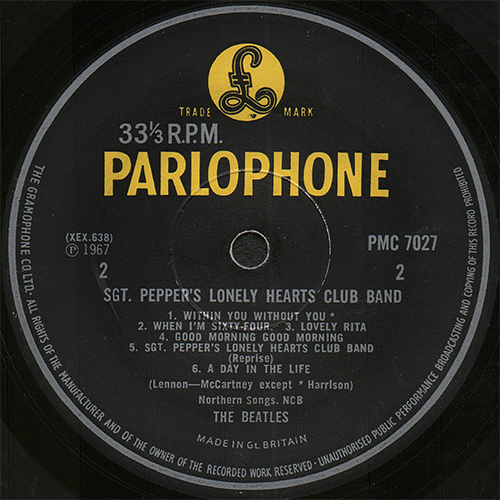 £
TRADE MARK
33⅓ R.P.M.
PARLOPHONE
(XEX.638)
Ⓟ 1967
PMC 7027
2
2
SGT. PEPPER'S LONELY HEARTS CLUB BAND
1. WITHIN YOU WITHOUT YOU *
2. WHEN I'M SIXTY-FOUR. 3. LOVELY RITA
4. GOOD MORNING GOOD MORNING
5. SGT. PEPPER'S LONELY HEARTS CLUB BAND
(Reprise)
6. A DAY IN THE LIFE
(Lennon—McCartney except * Harrison)
Northern Songs. NCB
THE BEATLES
MADE IN Gt. BRITAIN
THE GRAMOPHONE CO. LTD. ALL RIGHTS OF THE MANUFACTURER AND OF THE OWNER OF THE RECORDED WORK RESERVED · UNAUTHORISED PUBLIC PERFORMANCE BROADCASTING AND COPYING OF THIS RECORD PROHIBITED